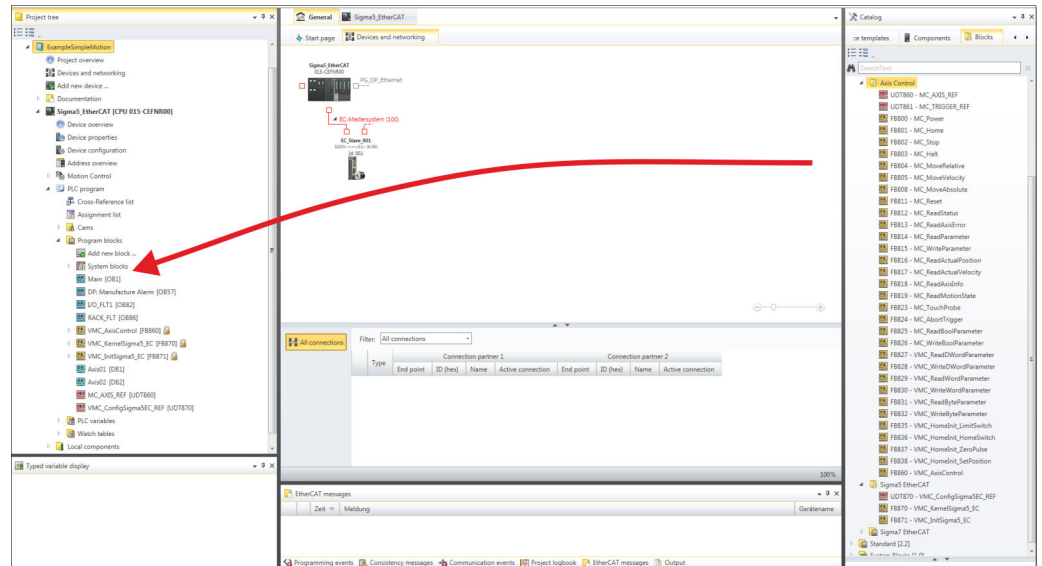 Project tree
ExampleSimpleMotion
Project overview
Devices and networking
Add new device ...
Documentation
Sigma5_EtherCAT [CPU 015-CEFNR00]
Device overview
Device properties
Device configuration
Address overview
Motion Control
PLC program
Cross-Reference list
Assignment list
Cams
Program blocks
Add new block ...
System blocks
Main [OB1]
DP: Manufacture Alarm [OB57]
I/O_FLT1 [OB82]
RACK_FLT [OB86]
VMC_AxisControl [FB860]
VMC_KernelSigma5_EC [FB870]
VMC_InitSigma5_EC [FB871]
Axis01 [DB1]
Axis02 [DB2]
MC_AXIS_REF [UDT860]
VMC_ConfigSigma5EC_REF [UDT870]
PLC variables
Watch tables
Local components
Typed variable display
General Sigma5_EtherCAT
Start page Devices and networking
Sigma5_EtherCAT
015-CEFNR00
PG_OP_Ethernet
EC-Mastersystem (100)
EC_Slave_001
Id 001
All connections
Filter: All connections
Type Connection partner 1 Connection partner 2
End point ID (hex) Name Active connection End point ID (hex) Name Active connection
100%
EtherCAT messages
Zeit Meldung Gerätename
Programming events Consistency messages Communication events Project logbook EtherCAT messages Output
Catalog
ce templates Components Blocks
SearchText
Axis Control
UDT860 - MC_AXIS_REF
UDT861 - MC_TRIGGER_REF
FB800 - MC_Power
FB801 - MC_Home
FB802 - MC_Stop
FB803 - MC_Halt
FB804 - MC_MoveRelative
FB805 - MC_MoveVelocity
FB808 - MC_MoveAbsolute
FB811 - MC_Reset
FB812 - MC_ReadStatus
FB813 - MC_ReadAxisError
FB814 - MC_ReadParameter
FB815 - MC_WriteParameter
FB816 - MC_ReadActualPosition
FB817 - MC_ReadActualVelocity
FB818 - MC_ReadAxisInfo
FB819 - MC_ReadMotionState
FB823 - MC_TouchProbe
FB824 - MC_AbortTrigger
FB825 - MC_ReadBoolParameter
FB826 - MC_WriteBoolParameter
FB827 - VMC_ReadDWordParameter
FB828 - VMC_WriteDWordParameter
FB829 - VMC_ReadWordParameter
FB830 - VMC_WriteWordParameter
FB831 - VMC_ReadByteParameter
FB832 - VMC_WriteByteParameter
FB835 - VMC_HomeInit_LimitSwitch
FB836 - VMC_HomeInit_HomeSwitch
FB837 - VMC_HomeInit_ZeroPulse
FB838 - VMC_HomeInit_SetPosition
FB860 - VMC_AxisControl
Sigma5 EtherCAT
UDT870 - VMC_ConfigSigma5EC_REF
FB870 - VMC_KernelSigma5_EC
FB871 - VMC_InitSigma5_EC
Sigma7 EtherCAT
Standard [2.2]